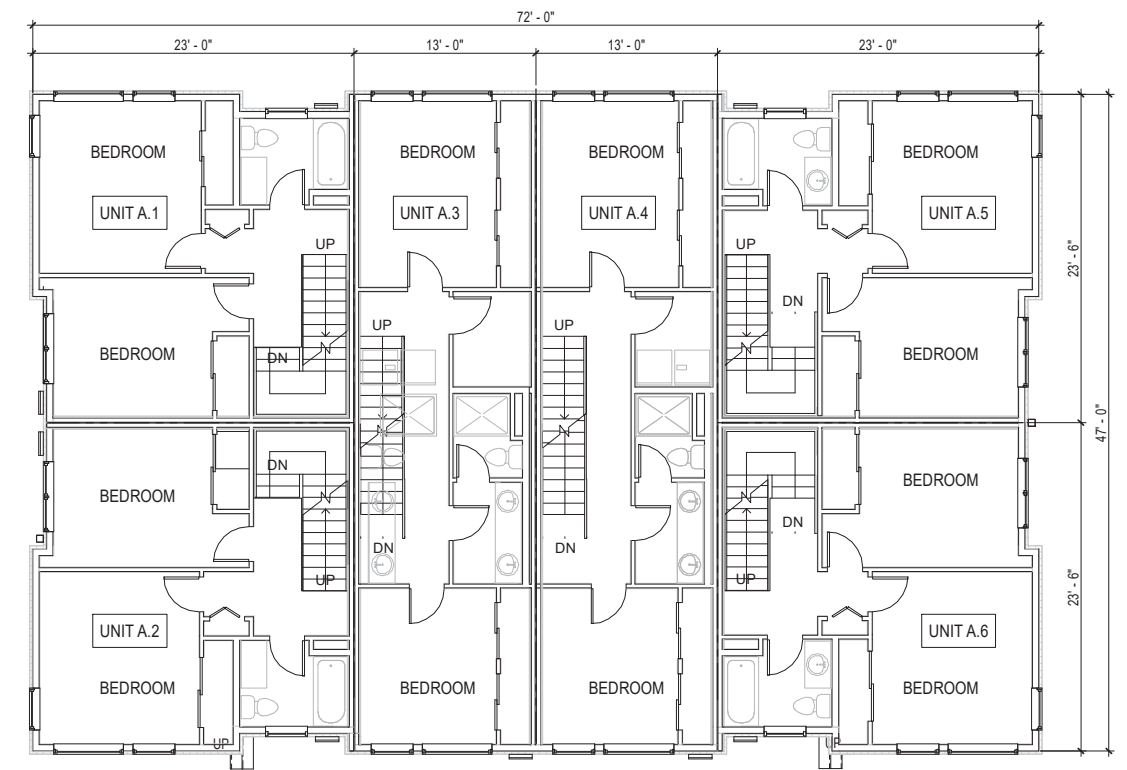 72' - 0"
23' - 0" 13' - 0" 13' - 0" 23' - 0"
BEDROOM BEDROOM BEDROOM BEDROOM
UNIT A.1 UNIT A.3 UNIT A.4 UNIT A.5
UP UP
23' - 6"
DN
UP UP
BEDROOM DN BEDROOM
47' - 0"
DN
BEDROOM BEDROOM
DN
DN DN
UP UP
23' - 6"
UNIT A.2 UNIT A.6
BEDROOM BEDROOM BEDROOM BEDROOM
UP UP